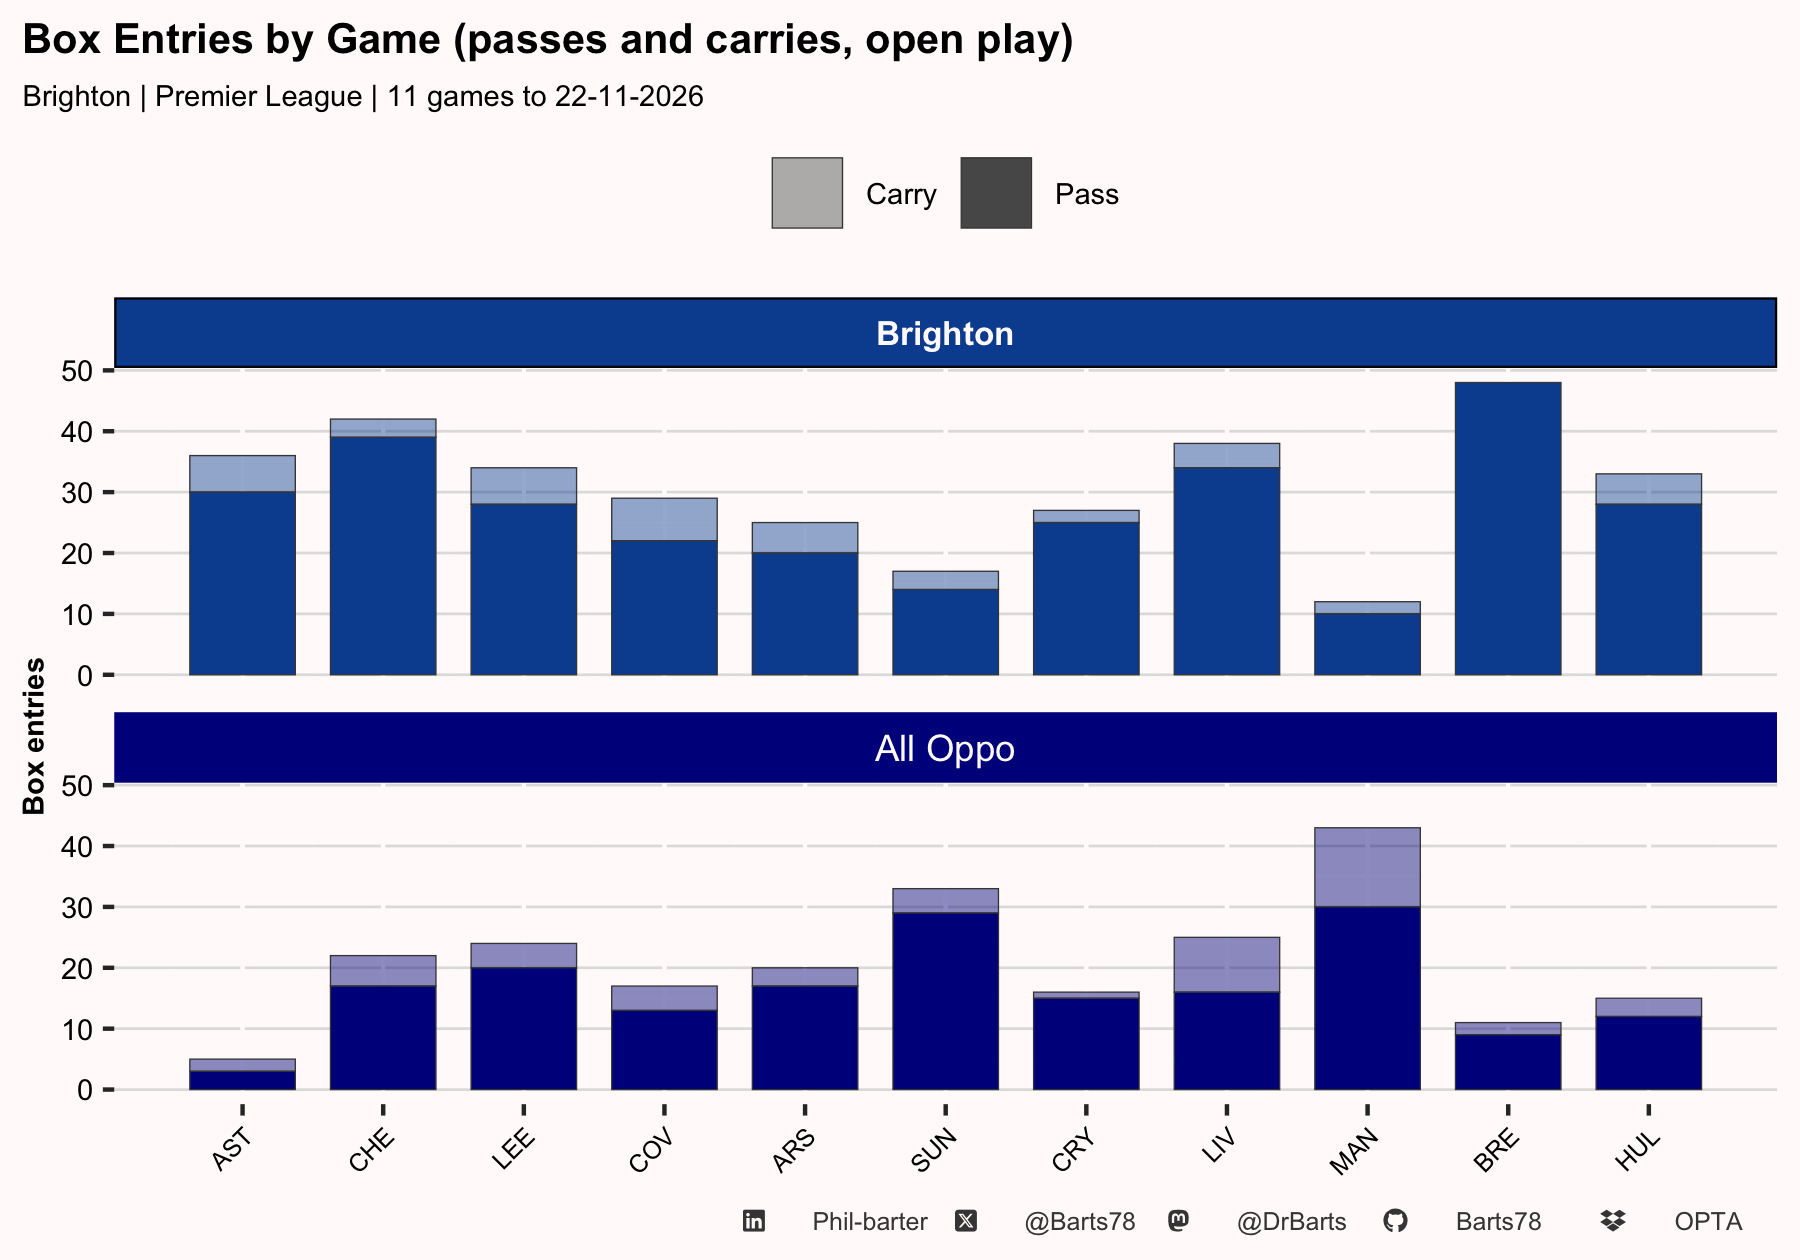 Box Entries by Game (passes and carries, open play)
Brighton | Premier League | 11 games to 22-11-2026
Carry Pass
Brighton
50
40
30
20
10
0
Box entries
All Oppo
50
40
30
20
10
0
AST CHE LEE COV ARS SUN CRY LIV MAN BRE HUL
Phil-barter @Barts78 @DrBarts Barts78 OPTA